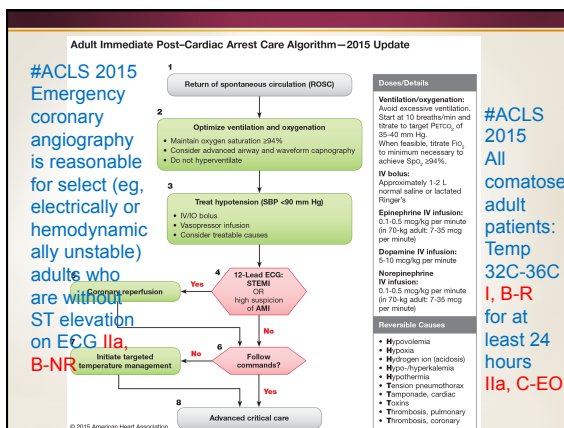 Adult Immediate Post–Cardiac Arrest Care Algorithm—2015 Update
#ACLS 2015
Emergency
coronary
angiography
is reasonable
for select (eg,
electrically or
hemodynamic
ally unstable)
adults who
are without
ST elevation
on ECG IIa,
B-NR
1
Return of spontaneous circulation (ROSC)
2
Optimize ventilation and oxygenation
• Maintain oxygen saturation ≥94%
• Consider advanced airway and waveform capnography
• Do not hyperventilate
3
Treat hypotension (SBP <90 mm Hg)
• IV/IO bolus
• Vasopressor infusion
• Consider treatable causes
4
12-Lead ECG:
STEMI
OR
high suspicion
of AMI
Yes
No
Coronary reperfusion
6
Follow
commands?
No
Yes
7
Initiate targeted
temperature management
8
Advanced critical care
© 2015 American Heart Association
Doses/Details
Ventilation/oxygenation:
Avoid excessive ventilation.
Start at 10 breaths/min and
titrate to target PETCO2 of
35-40 mm Hg.
When feasible, titrate FIO2
to minimum necessary to
achieve SpO2 ≥94%.
IV bolus:
Approximately 1-2 L
normal saline or lactated
Ringer's
Epinephrine IV infusion:
0.1-0.5 mcg/kg per minute
(in 70-kg adult: 7-35 mcg
per minute)
Dopamine IV infusion:
5-10 mcg/kg per minute
Norepinephrine
IV infusion:
0.1-0.5 mcg/kg per minute
(in 70-kg adult: 7-35 mcg
per minute)
Reversible Causes
• Hypovolemia
• Hypoxia
• Hydrogen ion (acidosis)
• Hypo-/hyperkalemia
• Hypothermia
• Tension pneumothorax
• Tamponade, cardiac
• Toxins
• Thrombosis, pulmonary
• Thrombosis, coronary
#ACLS
2015
All
comatose
adult
patients:
Temp
32C-36C
I, B-R
for at
least 24
hours
IIa, C-EO